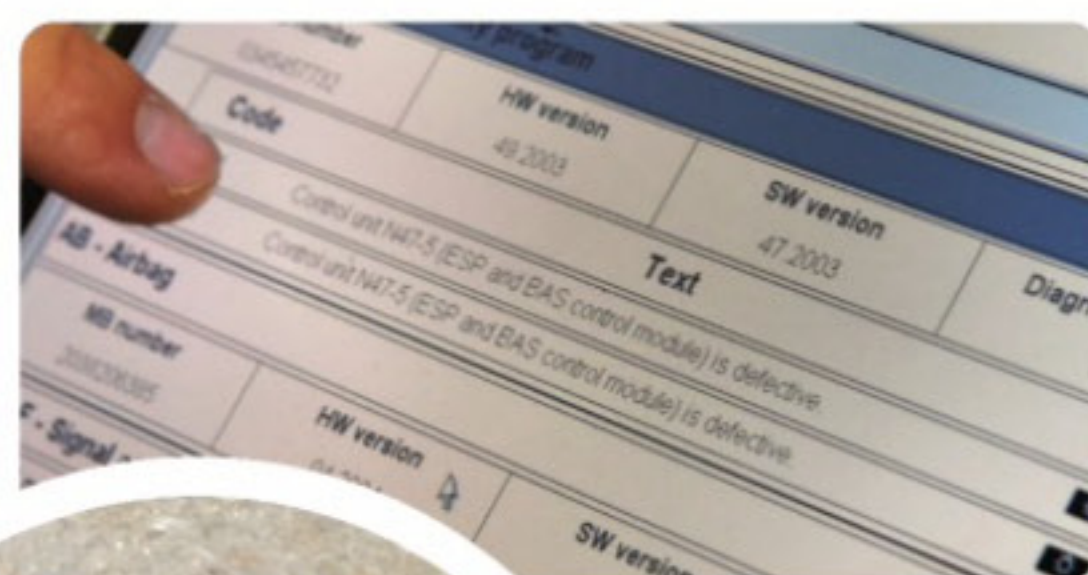 number
y program
HW version
49.2003
SW version
47.2003
Diagn
Code
Text
Control unit N47-5 (ESP and BAS control module) is defective.
Control unit N47-5 (ESP and BAS control module) is defective.
AB - Airbag
MB number
HW version
SW version
F - Signal